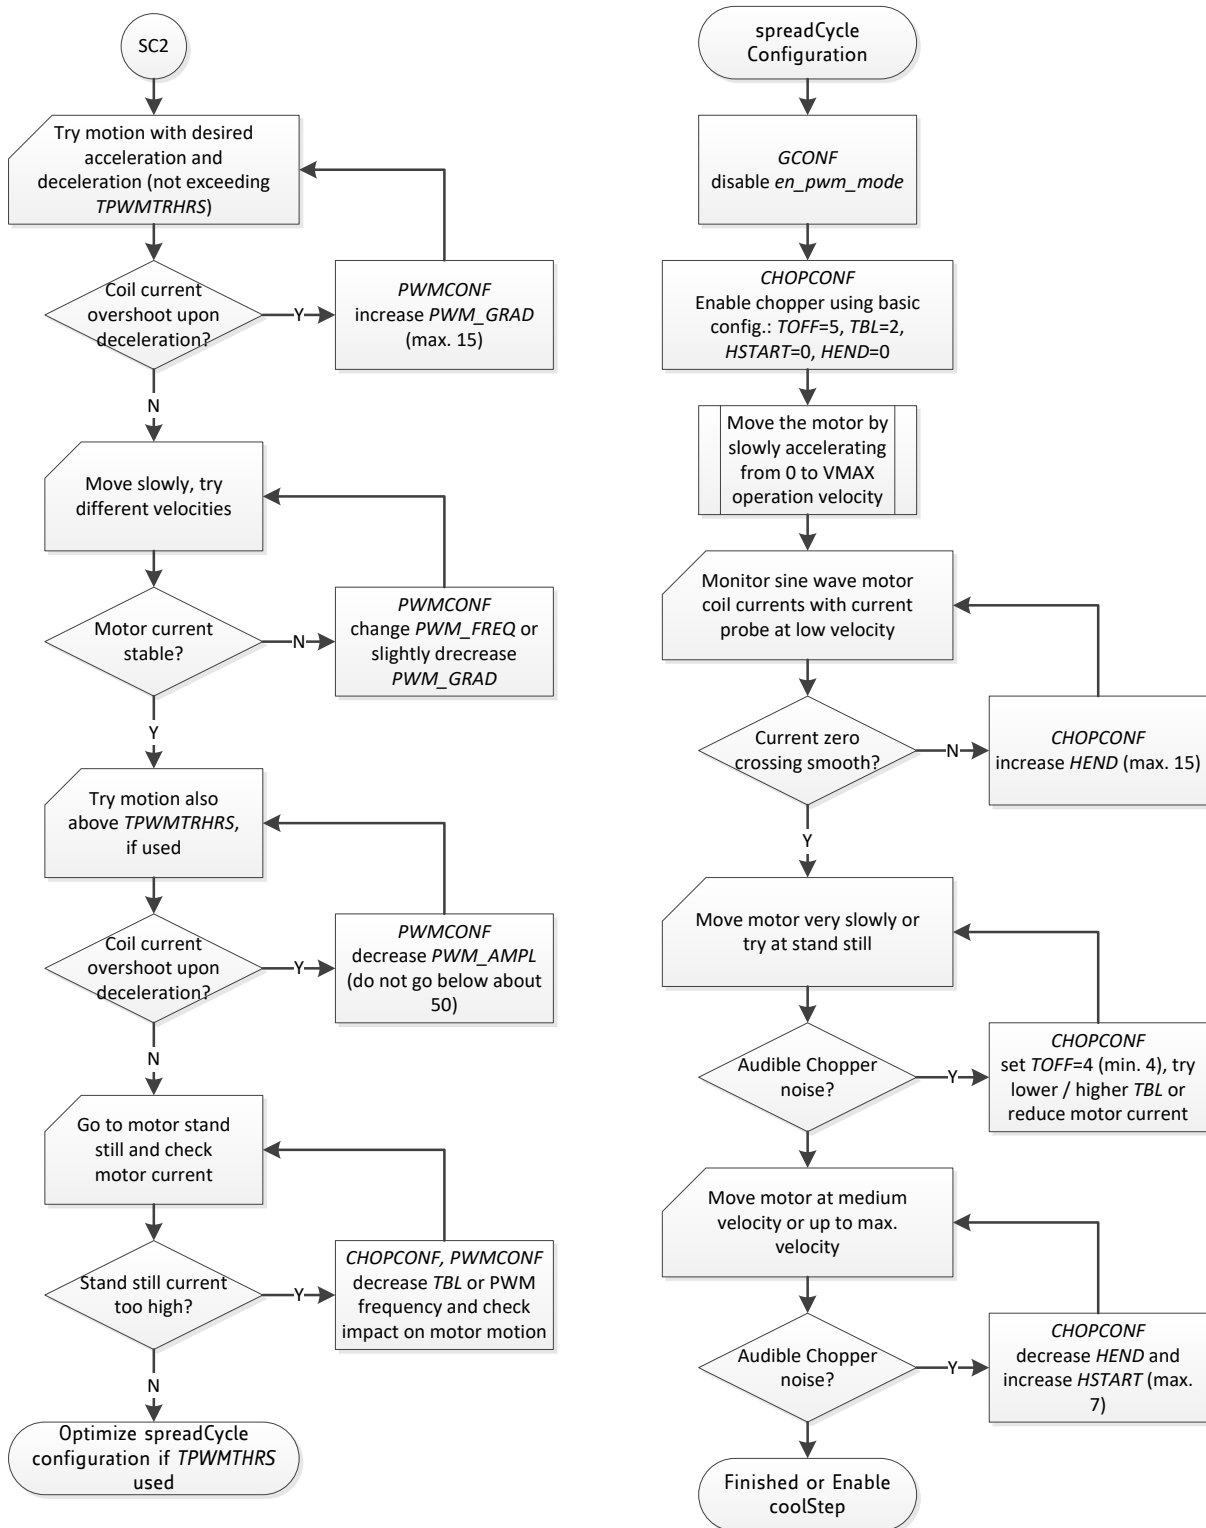 SC2
Try motion with desired
acceleration and
deceleration (not exceeding
TPWMTRHRS)
Coil current
overshoot upon
deceleration?
Y
PWMCONF
increase PWM_GRAD
(max. 15)
N
Move slowly, try
different velocities
Motor current
stable?
N
PWMCONF
change PWM_FREQ or
slightly drecrease
PWM_GRAD
Y
Try motion also
above TPWMTRHRS,
if used
Coil current
overshoot upon
deceleration?
Y
PWMCONF
decrease PWM_AMPL
(do not go below about
50)
N
Go to motor stand
still and check
motor current
Stand still current
too high?
Y
CHOPCONF, PWMCONF
decrease TBL or PWM
frequency and check
impact on motor motion
N
Optimize spreadCycle
configuration if TPWMTHRS
used
spreadCycle
Configuration
GCONF
disable en_pwm_mode
CHOPCONF
Enable chopper using basic
config.: TOFF=5, TBL=2,
HSTART=0, HEND=0
Move the motor by
slowly accelerating
from 0 to VMAX
operation velocity
Monitor sine wave motor
coil currents with current
probe at low velocity
Current zero
crossing smooth?
N
CHOPCONF
increase HEND (max. 15)
Y
Move motor very slowly or
try at stand still
Audible Chopper
noise?
Y
CHOPCONF
set TOFF=4 (min. 4), try
lower / higher TBL or
reduce motor current
Move motor at medium
velocity or up to max.
velocity
Audible Chopper
noise?
Y
CHOPCONF
decrease HEND and
increase HSTART (max.
7)
Finished or Enable
coolStep